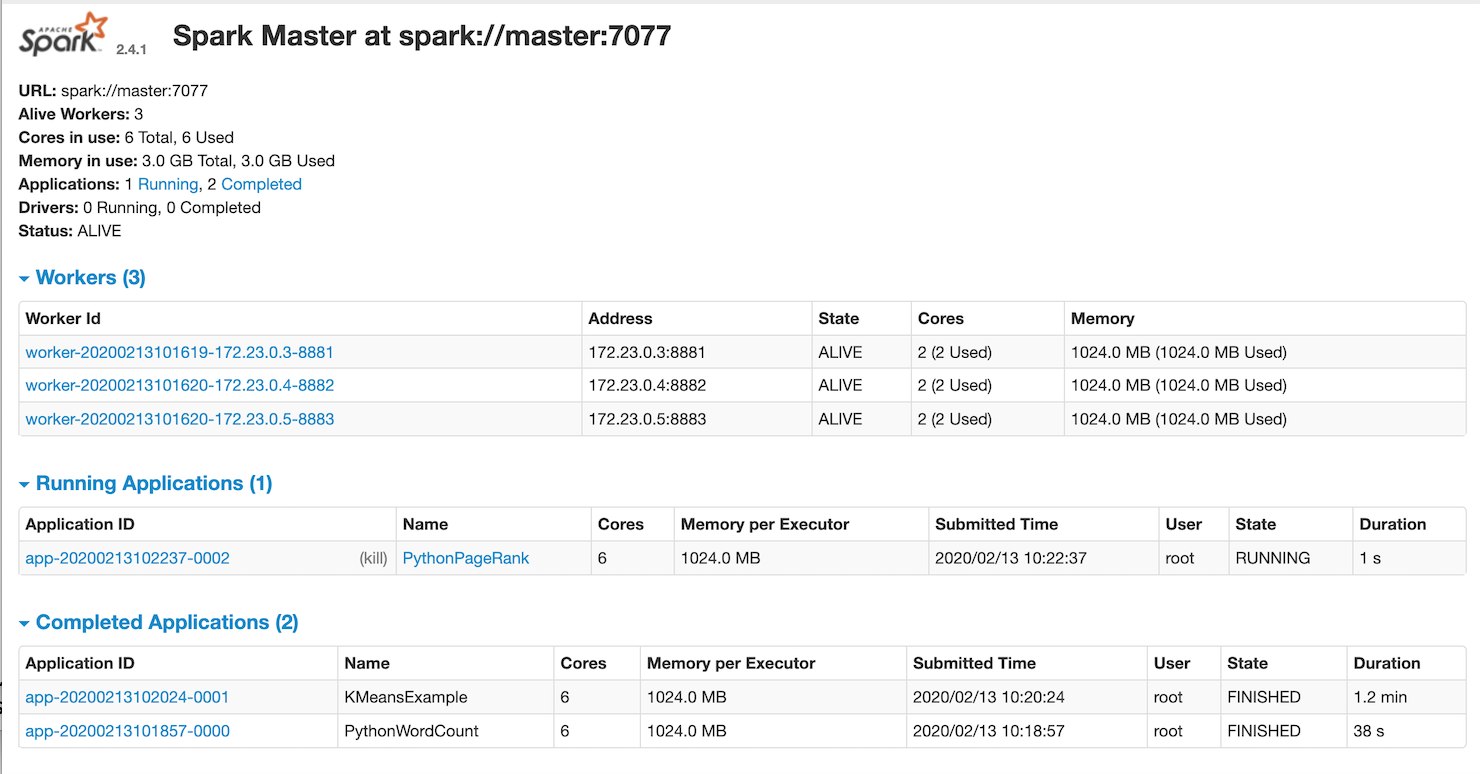 APACHE
Spark 2.4.1 Spark Master at spark://master:7077
URL: spark://master:7077
Alive Workers: 3
Cores in use: 6 Total, 6 Used
Memory in use: 3.0 GB Total, 3.0 GB Used
Applications: 1 Running, 2 Completed
Drivers: 0 Running, 0 Completed
Status: ALIVE
Workers (3)
Worker Id Address State Cores Memory
worker-20200213101619-172.23.0.3-8881 172.23.0.3:8881 ALIVE 2 (2 Used) 1024.0 MB (1024.0 MB Used)
worker-20200213101620-172.23.0.4-8882 172.23.0.4:8882 ALIVE 2 (2 Used) 1024.0 MB (1024.0 MB Used)
worker-20200213101620-172.23.0.5-8883 172.23.0.5:8883 ALIVE 2 (2 Used) 1024.0 MB (1024.0 MB Used)
Running Applications (1)
Application ID Name Cores Memory per Executor Submitted Time User State Duration
app-20200213102237-0002 (kill) PythonPageRank 6 1024.0 MB 2020/02/13 10:22:37 root RUNNING 1 s
Completed Applications (2)
Application ID Name Cores Memory per Executor Submitted Time User State Duration
app-20200213102024-0001 KMeansExample 6 1024.0 MB 2020/02/13 10:20:24 root FINISHED 1.2 min
app-20200213101857-0000 PythonWordCount 6 1024.0 MB 2020/02/13 10:18:57 root FINISHED 38 s